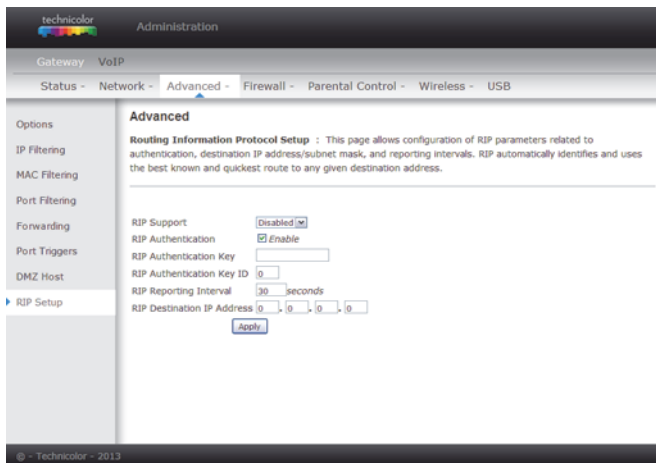 technicolor
Administration
Gateway VoIP
Status - Network - Advanced - Firewall - Parental Control - Wireless - USB
Options
IP Filtering
MAC Filtering
Port Filtering
Forwarding
Port Triggers
DMZ Host
RIP Setup
Advanced
Routing Information Protocol Setup : This page allows configuration of RIP parameters related to
authentication, destination IP address/subnet mask, and reporting intervals. RIP automatically identifies and uses
the best known and quickest route to any given destination address.
RIP Support Disabled
RIP Authentication Enable
RIP Authentication Key
RIP Authentication Key ID 0
RIP Reporting Interval 30 seconds
RIP Destination IP Address 0 . 0 . 0 . 0
Apply
© - Technicolor - 2013